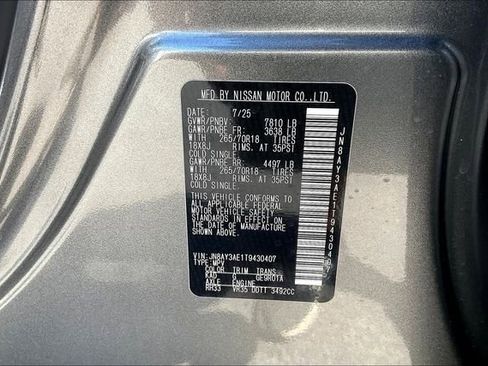 MFD BY NISSAN MOTOR CO.,LTD.
DATE: 7/25
GVWR/PNBV: 7810 LB
GAWR/PNBE FR: 3638 LB
WITH 265/70R18 TIRES
18X8J RIMS, AT 35PSI
COLD SINGLE.
GAWR/PNBE RR: 4497 LB
WITH 265/70R18 TIRES
18X8J RIMS, AT 35PSI
COLD SINGLE.
THIS VEHICLE CONFORMS
TO ALL APPLICABLE FEDERAL
MOTOR VEHICLE SAFETY
STANDARDS IN EFFECT ON
THE DATE OF MANUFACTURE
SHOWN ABOVE.
VIN:JN8AY3AE1T9430407
TYPE:MPV
COLOR TRIM TRANS
KAD G GE9R01A
AXLE ENGINE
RH33 VR35 DDTT 3492CC
JN8AY3AE1T9430407